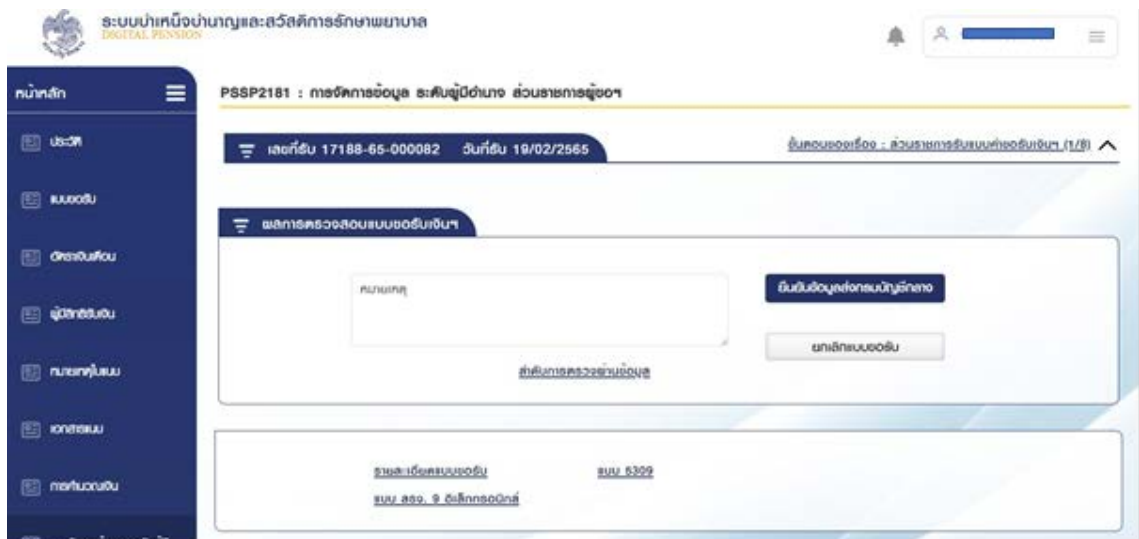 ระบบบำเหน็จบำนาญและสวัสดิการรักษาพยาบาล
DIGITAL PENSION
หน้าหลัก
PSSP2181 : การจัดการข้อมูล ระดับผู้มีอำนาจ ส่วนราชการผู้ขอฯ
ประวัติ
เลขที่รับ 17188-65-000082 วันที่รับ 19/02/2565
ขั้นตอนของเรื่อง : ส่วนราชการรับแบบคำขอรับเงินฯ (1/8)
แบบขอรับ
ผลการตรวจสอบแบบขอรับเงินฯ
อัตราเงินเดือน
หมายเหตุ
ยืนยันข้อมูลส่งกรมบัญชีกลาง
ผู้มีสิทธิรับเงิน
ยกเลิกแบบขอรับ
หมายเหตุในแบบ
ลำดับการตรวจผ่านข้อมูล
เอกสารแบบ
รายละเอียดแบบขอรับ
แบบ 5309
การคำนวณเงิน
แบบ สรจ. 9 อิเล็กทรอนิกส์